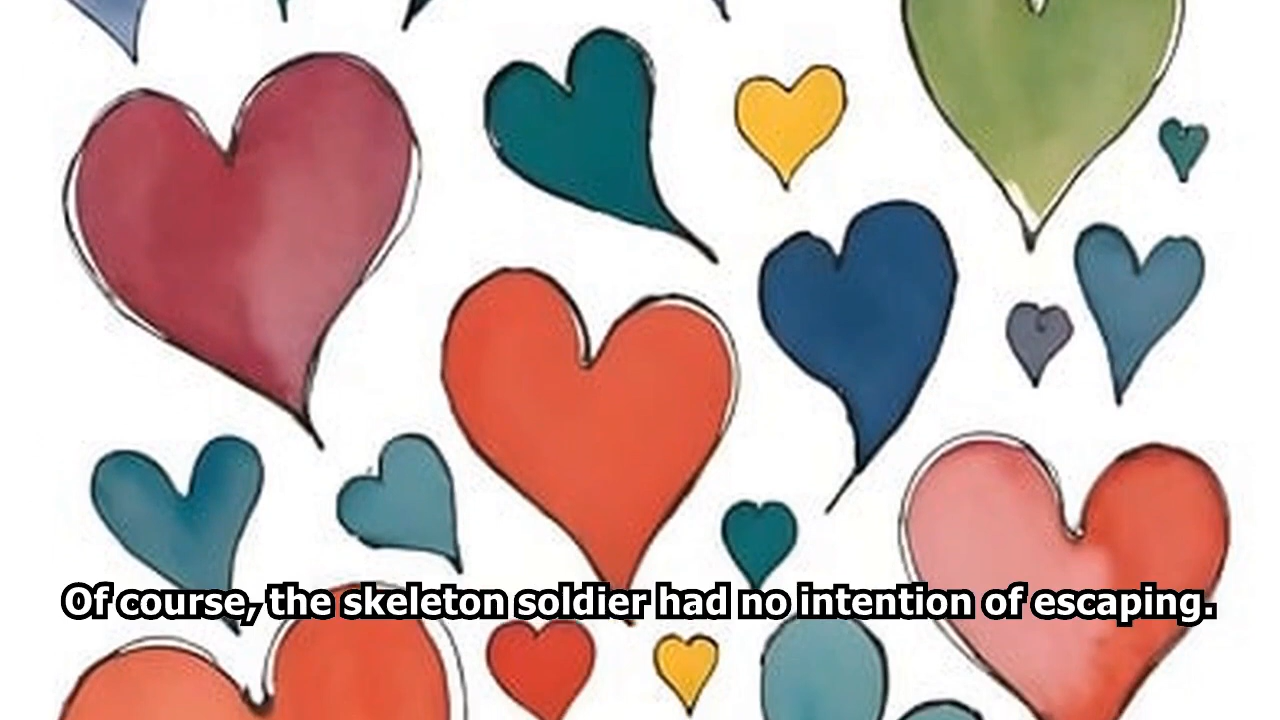 Of course, the skeleton soldier had no intention of escaping.